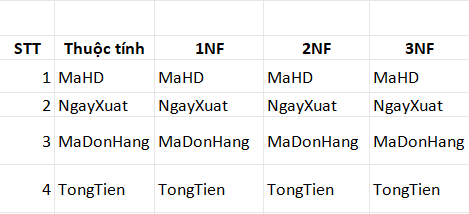 STT Thuộc tính 1NF 2NF 3NF
1 MaHD MaHD MaHD MaHD
2 NgayXuat NgayXuat NgayXuat NgayXuat
3 MaDonHang MaDonHang MaDonHang MaDonHang
4 TongTien TongTien TongTien TongTien